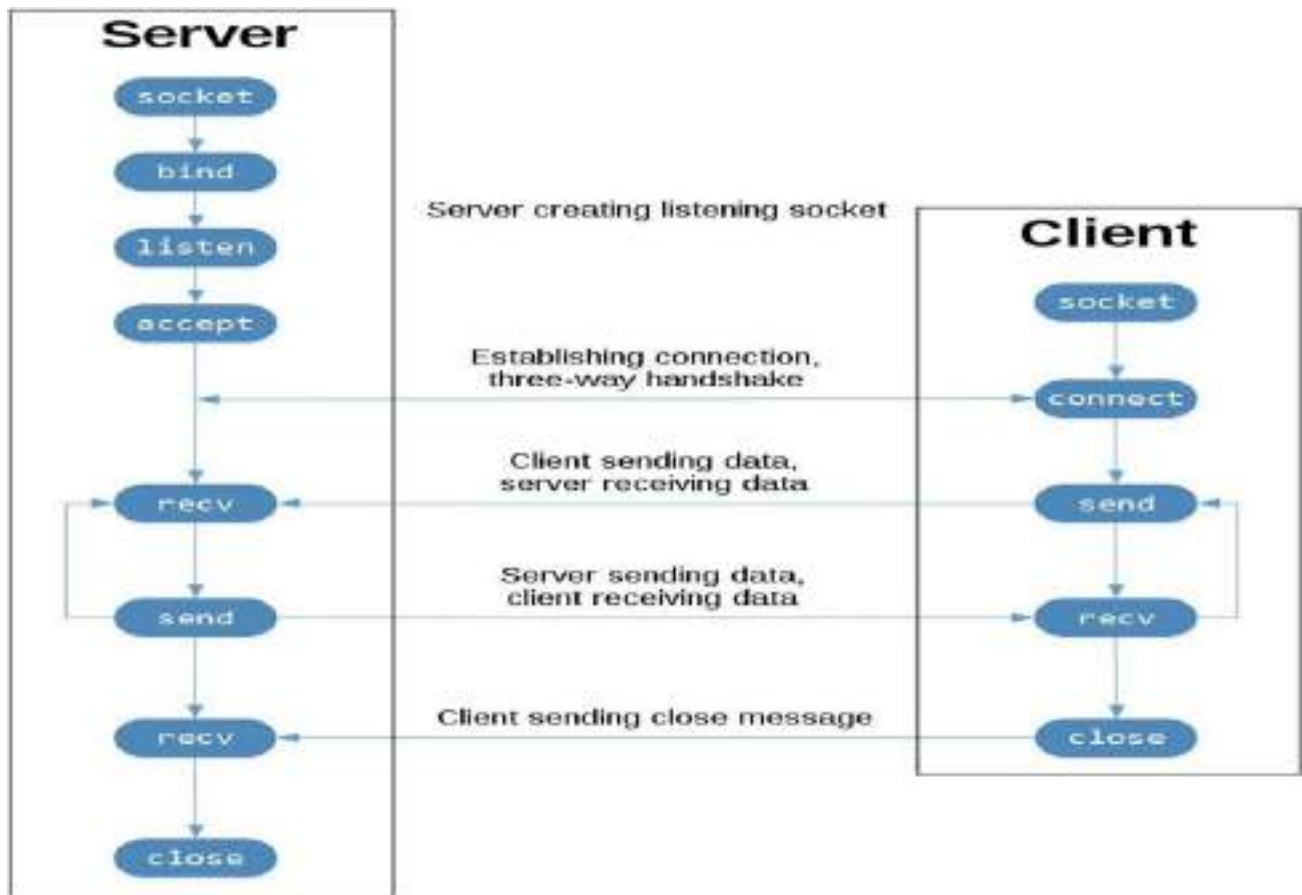 Server
socket
bind
listen
accept
recv
send
recv
close
Server creating listening socket
Establishing connection,
three-way handshake
Client sending data,
server receiving data
Server sending data,
client receiving data
Client sending close message
Client
socket
connect
send
recv
close